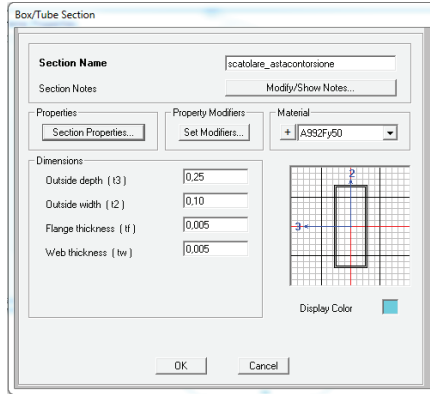 Box/Tube Section
Section Name scatolare_astacontorsione
Section Notes Modify/Show Notes...
Properties Property Modifiers Material
Section Properties... Set Modifiers... + A992Fy50
Dimensions
Outside depth ( t3 ) 0,25
Outside width ( t2 ) 0,10
Flange thickness ( tf ) 0,005
Web thickness ( tw ) 0,005
2
3
Display Color
OK Cancel